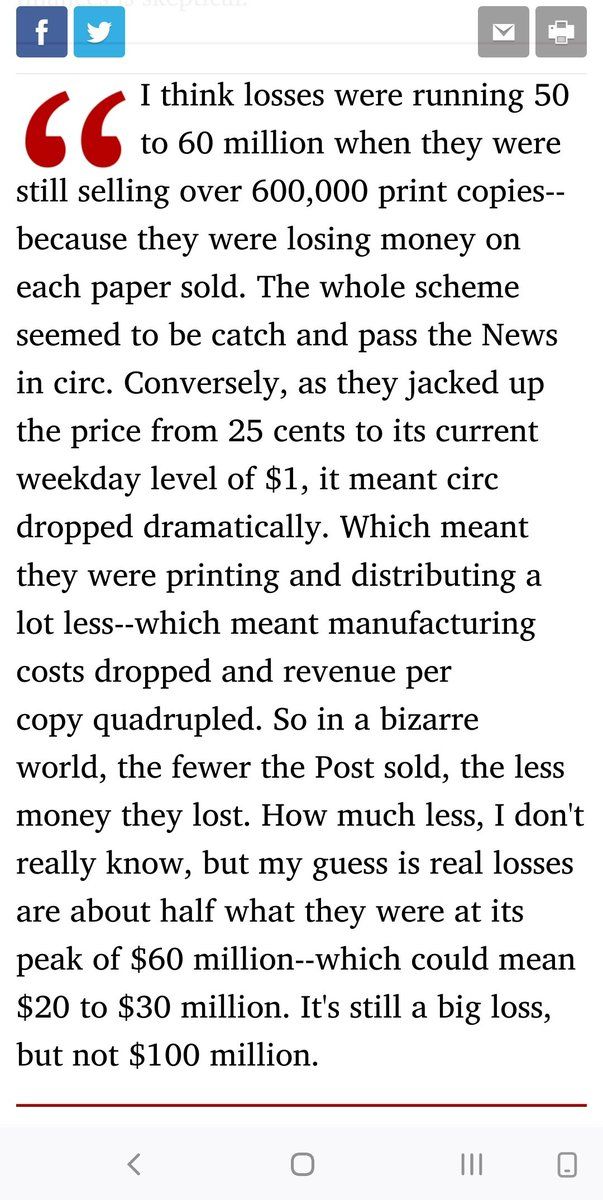 f
I think losses were running 50
to 60 million when they were
still selling over 600,000 print copies--
because they were losing money on
each paper sold. The whole scheme
seemed to be catch and pass the News
in circ. Conversely, as they jacked up
the price from 25 cents to its current
weekday level of $1, it meant circ
dropped dramatically. Which meant
they were printing and distributing a
lot less--which meant manufacturing
costs dropped and revenue per
copy quadrupled. So in a bizarre
world, the fewer the Post sold, the less
money they lost. How much less, I don't
really know, but my guess is real losses
are about half what they were at its
peak of $60 million--which could mean
$20 to $30 million. It's still a big loss,
but not $100 million.